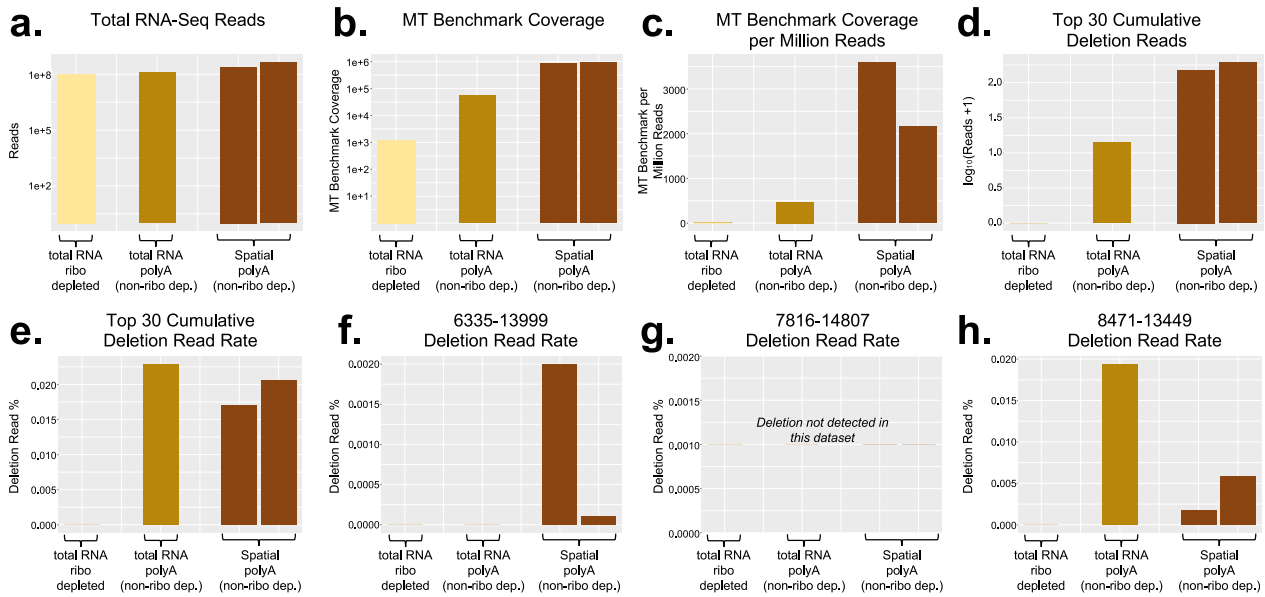 a.
Total RNA-Seq Reads
Reads
1e+8
1e+5
1e+2
total RNA
ribo
depleted
total RNA
polyA
(non-ribo dep.)
Spatial
polyA
(non-ribo dep.)
b.
MT Benchmark Coverage
MT Benchmark Coverage
1e+6
1e+5
1e+4
1e+3
1e+2
1e+1
total RNA
ribo
depleted
total RNA
polyA
(non-ribo dep.)
Spatial
polyA
(non-ribo dep.)
c.
MT Benchmark Coverage
per Million Reads
MT Benchmark per
Million Reads
3000
2000
1000
0
total RNA
ribo
depleted
total RNA
polyA
(non-ribo dep.)
Spatial
polyA
(non-ribo dep.)
d.
Top 30 Cumulative
Deletion Reads
log₁₀(Reads +1)
2.0
1.5
1.0
0.5
0.0
total RNA
ribo
depleted
total RNA
polyA
(non-ribo dep.)
Spatial
polyA
(non-ribo dep.)
e.
Top 30 Cumulative
Deletion Read Rate
Deletion Read %
0.020
0.015
0.010
0.005
0.000
total RNA
ribo
depleted
total RNA
polyA
(non-ribo dep.)
Spatial
polyA
(non-ribo dep.)
f.
6335-13999
Deletion Read Rate
Deletion Read %
0.0020
0.0015
0.0010
0.0005
0.0000
total RNA
ribo
depleted
total RNA
polyA
(non-ribo dep.)
Spatial
polyA
(non-ribo dep.)
g.
7816-14807
Deletion Read Rate
Deletion Read %
0.0020
0.0015
0.0010
0.0005
0.0000
Deletion not detected in
this dataset
total RNA
ribo
depleted
total RNA
polyA
(non-ribo dep.)
Spatial
polyA
(non-ribo dep.)
h.
8471-13449
Deletion Read Rate
Deletion Read %
0.020
0.015
0.010
0.005
0.000
total RNA
ribo
depleted
total RNA
polyA
(non-ribo dep.)
Spatial
polyA
(non-ribo dep.)